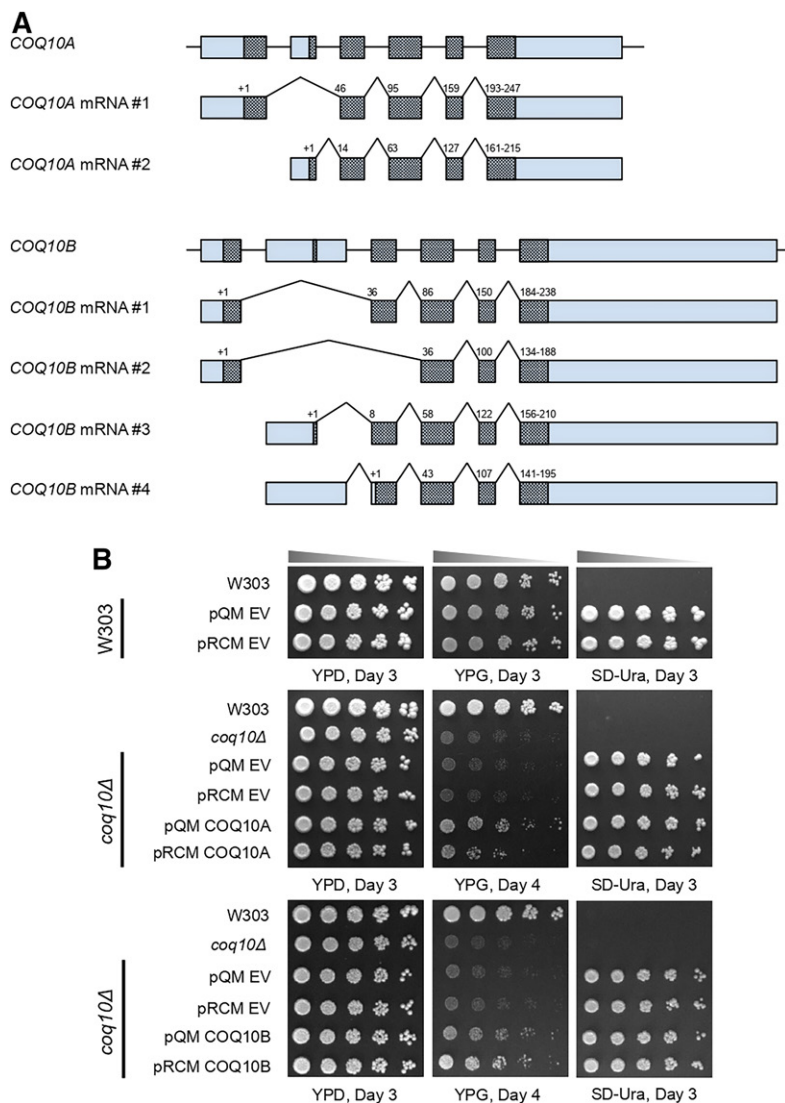 A
COQ10A
COQ10A mRNA #1
+1 46 95 159 193-247
COQ10A mRNA #2
+1 14 63 127 161-215
COQ10B
COQ10B mRNA #1
+1 36 86 150 184-238
COQ10B mRNA #2
+1 36 100 134-188
COQ10B mRNA #3
+1 8 58 122 156-210
COQ10B mRNA #4
+1 43 107 141-195
B
W303
W303
pQM EV
pRCM EV
YPD, Day 3 YPG, Day 3 SD-Ura, Day 3
coq10Δ
W303
coq10Δ
pQM EV
pRCM EV
pQM COQ10A
pRCM COQ10A
YPD, Day 3 YPG, Day 4 SD-Ura, Day 3
coq10Δ
W303
coq10Δ
pQM EV
pRCM EV
pQM COQ10B
pRCM COQ10B
YPD, Day 3 YPG, Day 4 SD-Ura, Day 3